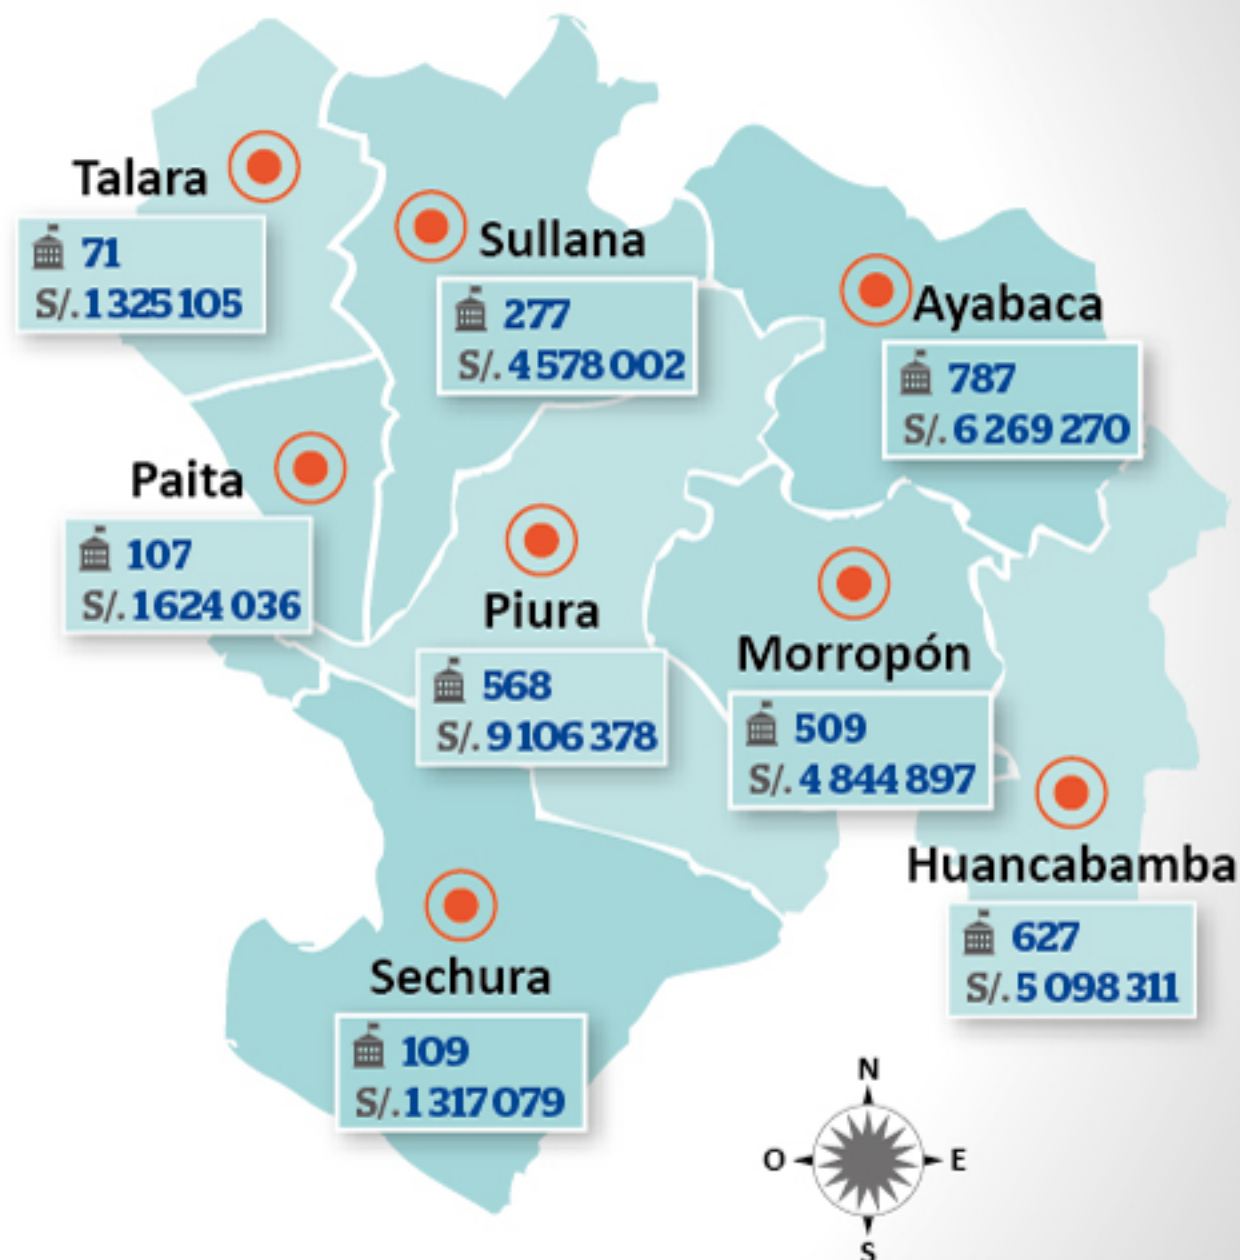 Talara
71
S/. 1 325 105
Sullana
277
S/. 4 578 002
Ayabaca
787
S/. 6 269 270
Paita
107
S/. 1 624 036
Piura
568
S/. 9 106 378
Morropón
509
S/. 4 844 897
Huancabamba
627
S/. 5 098 311
Sechura
109
S/. 1 317 079
N
O E
S